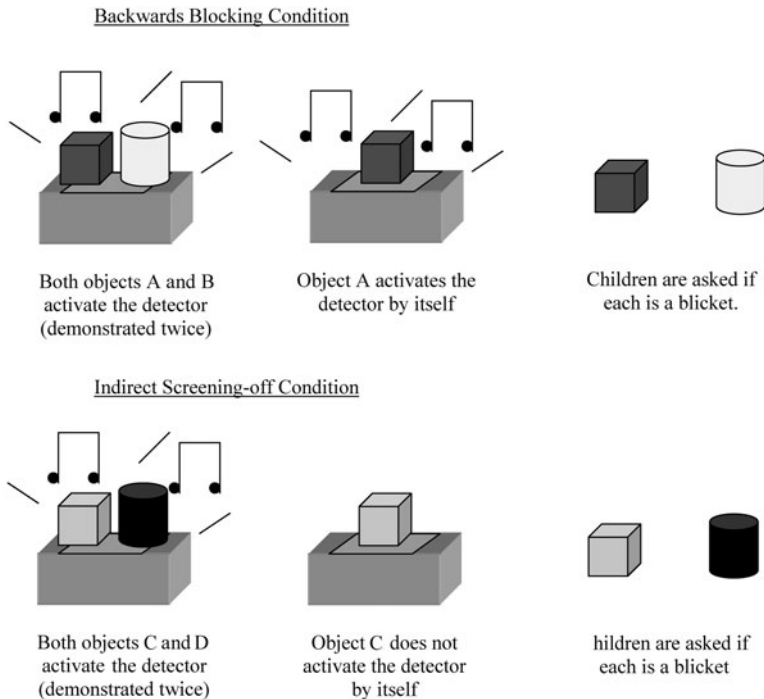 Backwards Blocking Condition
Both objects A and B
activate the detector
(demonstrated twice)
Object A activates the
detector by itself
Children are asked if
each is a blicket.
Indirect Screening-off Condition
Both objects C and D
activate the detector
(demonstrated twice)
Object C does not
activate the detector
by itself
hildren are asked if
each is a blicket